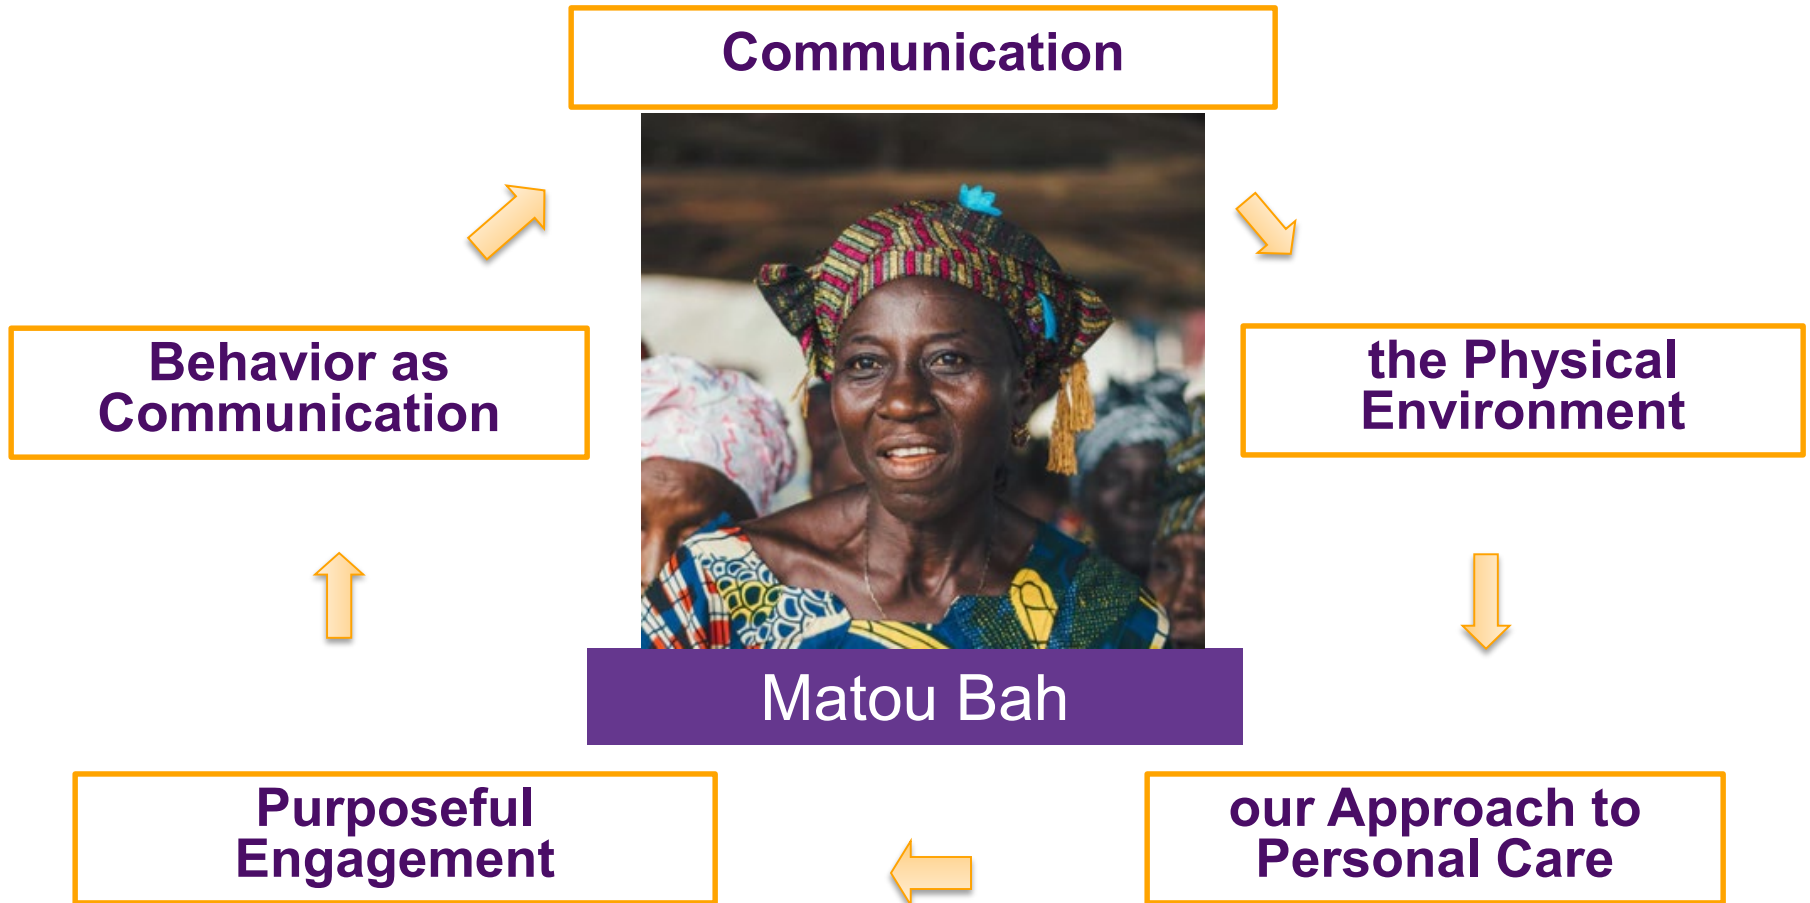 Communication
the Physical
Environment
our Approach to
Personal Care
Purposeful
Engagement
Behavior as
Communication
Matou Bah